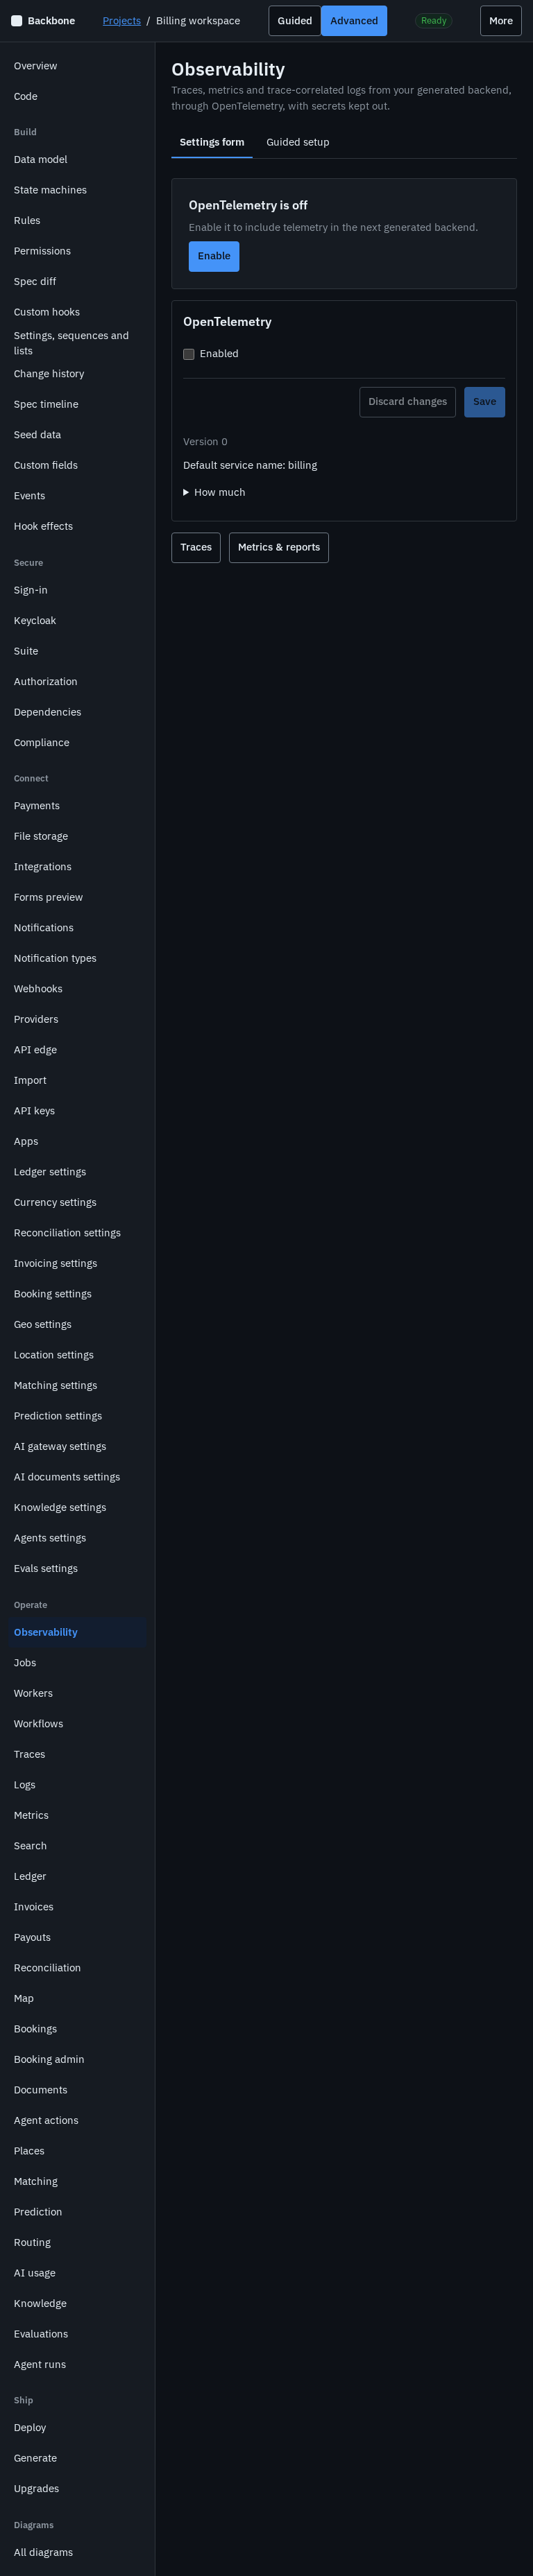 Backbone
Projects / Billing workspace
Guided
Advanced
Ready
More
Overview
Code
Build
Data model
State machines
Rules
Permissions
Spec diff
Custom hooks
Settings, sequences and
lists
Change history
Spec timeline
Seed data
Custom fields
Events
Hook effects
Secure
Sign-in
Keycloak
Suite
Authorization
Dependencies
Compliance
Connect
Payments
File storage
Integrations
Forms preview
Notifications
Notification types
Webhooks
Providers
API edge
Import
API keys
Apps
Ledger settings
Currency settings
Reconciliation settings
Invoicing settings
Booking settings
Geo settings
Location settings
Matching settings
Prediction settings
AI gateway settings
AI documents settings
Knowledge settings
Agents settings
Evals settings
Operate
Observability
Jobs
Workers
Workflows
Traces
Logs
Metrics
Search
Ledger
Invoices
Payouts
Reconciliation
Map
Bookings
Booking admin
Documents
Agent actions
Places
Matching
Prediction
Routing
AI usage
Knowledge
Evaluations
Agent runs
Ship
Deploy
Generate
Upgrades
Diagrams
All diagrams
Observability
Traces, metrics and trace-correlated logs from your generated backend,
through OpenTelemetry, with secrets kept out.
Settings form
Guided setup
OpenTelemetry is off
Enable it to include telemetry in the next generated backend.
Enable
OpenTelemetry
Enabled
Discard changes
Save
Version 0
Default service name: billing
How much
Traces
Metrics & reports